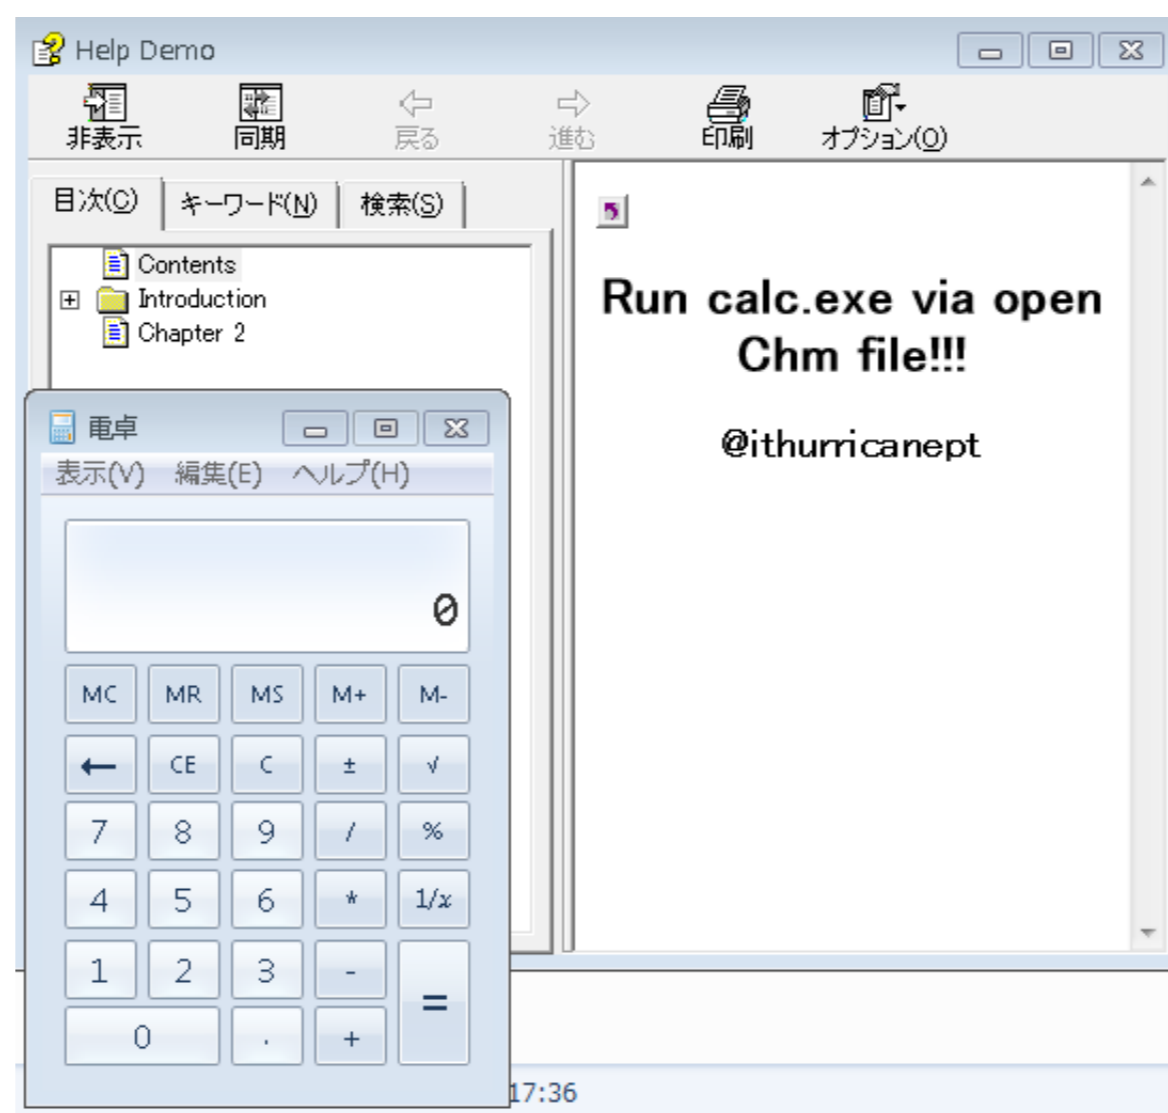 Help Demo
非表示
同期
戻る
進む
印刷
オプション(O)
目次(C)
キーワード(N)
検索(S)
Contents
Introduction
Chapter 2
Run calc.exe via open
Chm file!!!
@ithurricanept
電卓
表示(V) 編集(E) ヘルプ(H)
0
MC MR MS M+ M-
← CE C ± √
7 8 9 / %
4 5 6 * 1/x
1 2 3 - =
0 . +
17:36